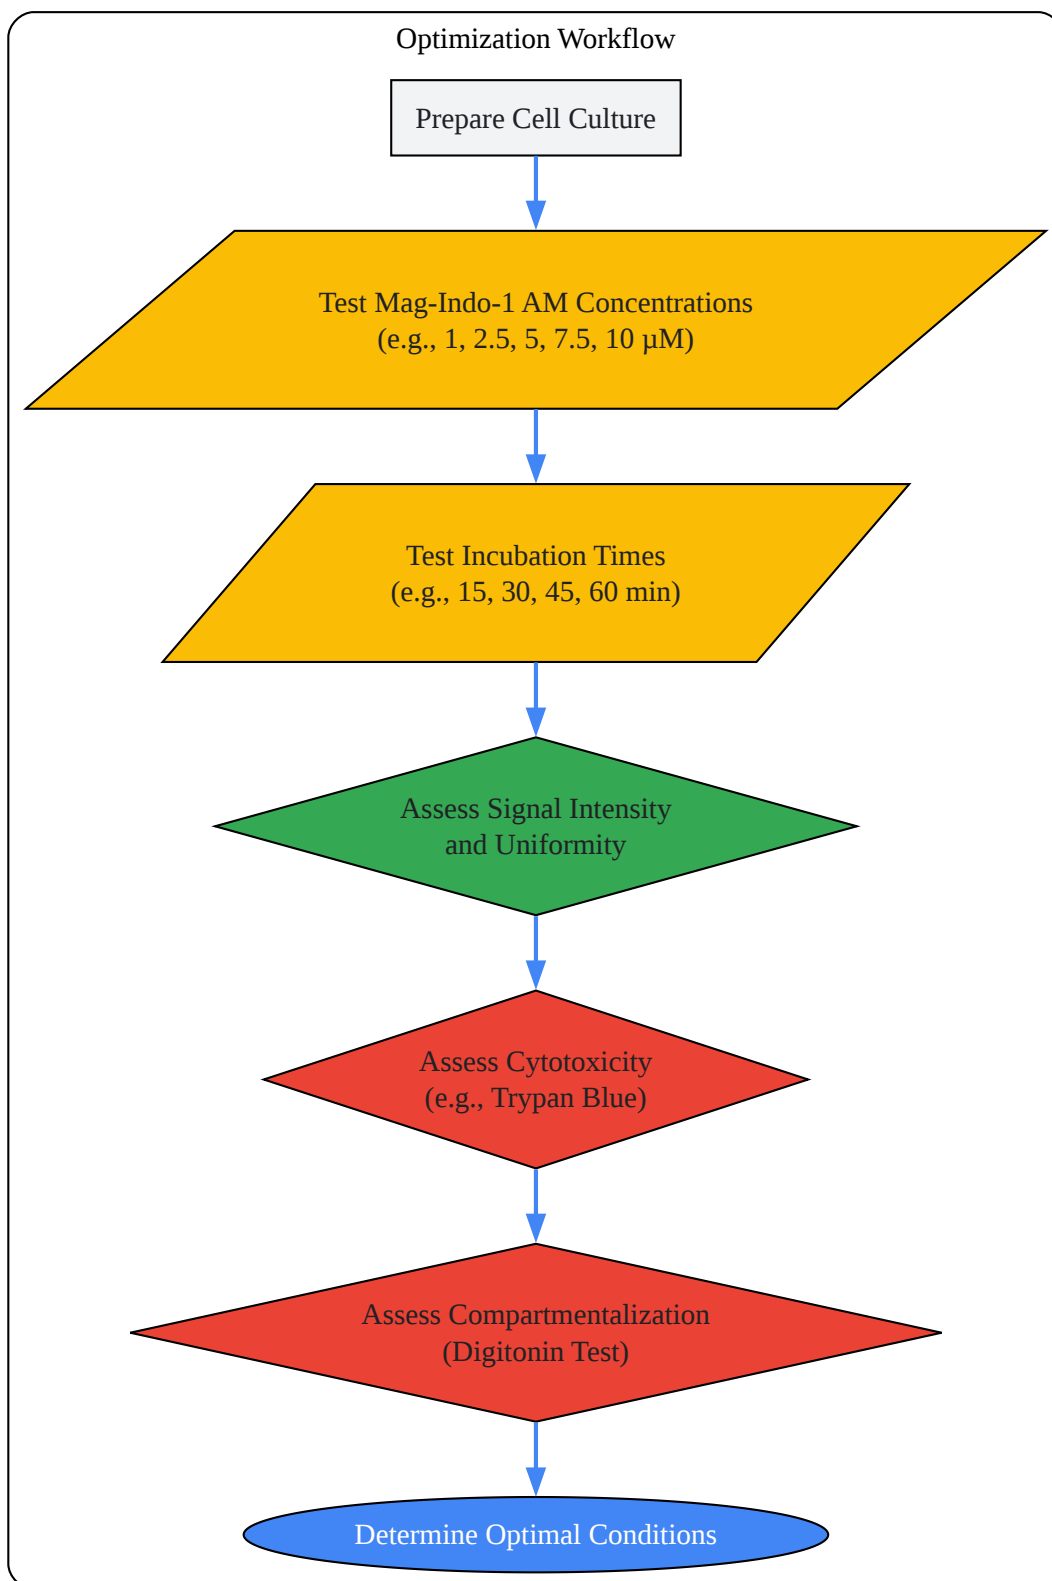 Optimization Workflow
Prepare Cell Culture
Test Mag-Indo-1 AM Concentrations
(e.g., 1, 2.5, 5, 7.5, 10 µM)
Test Incubation Times
(e.g., 15, 30, 45, 60 min)
Assess Signal Intensity
and Uniformity
Assess Cytotoxicity
(e.g., Trypan Blue)
Assess Compartmentalization
(Digitonin Test)
Determine Optimal Conditions